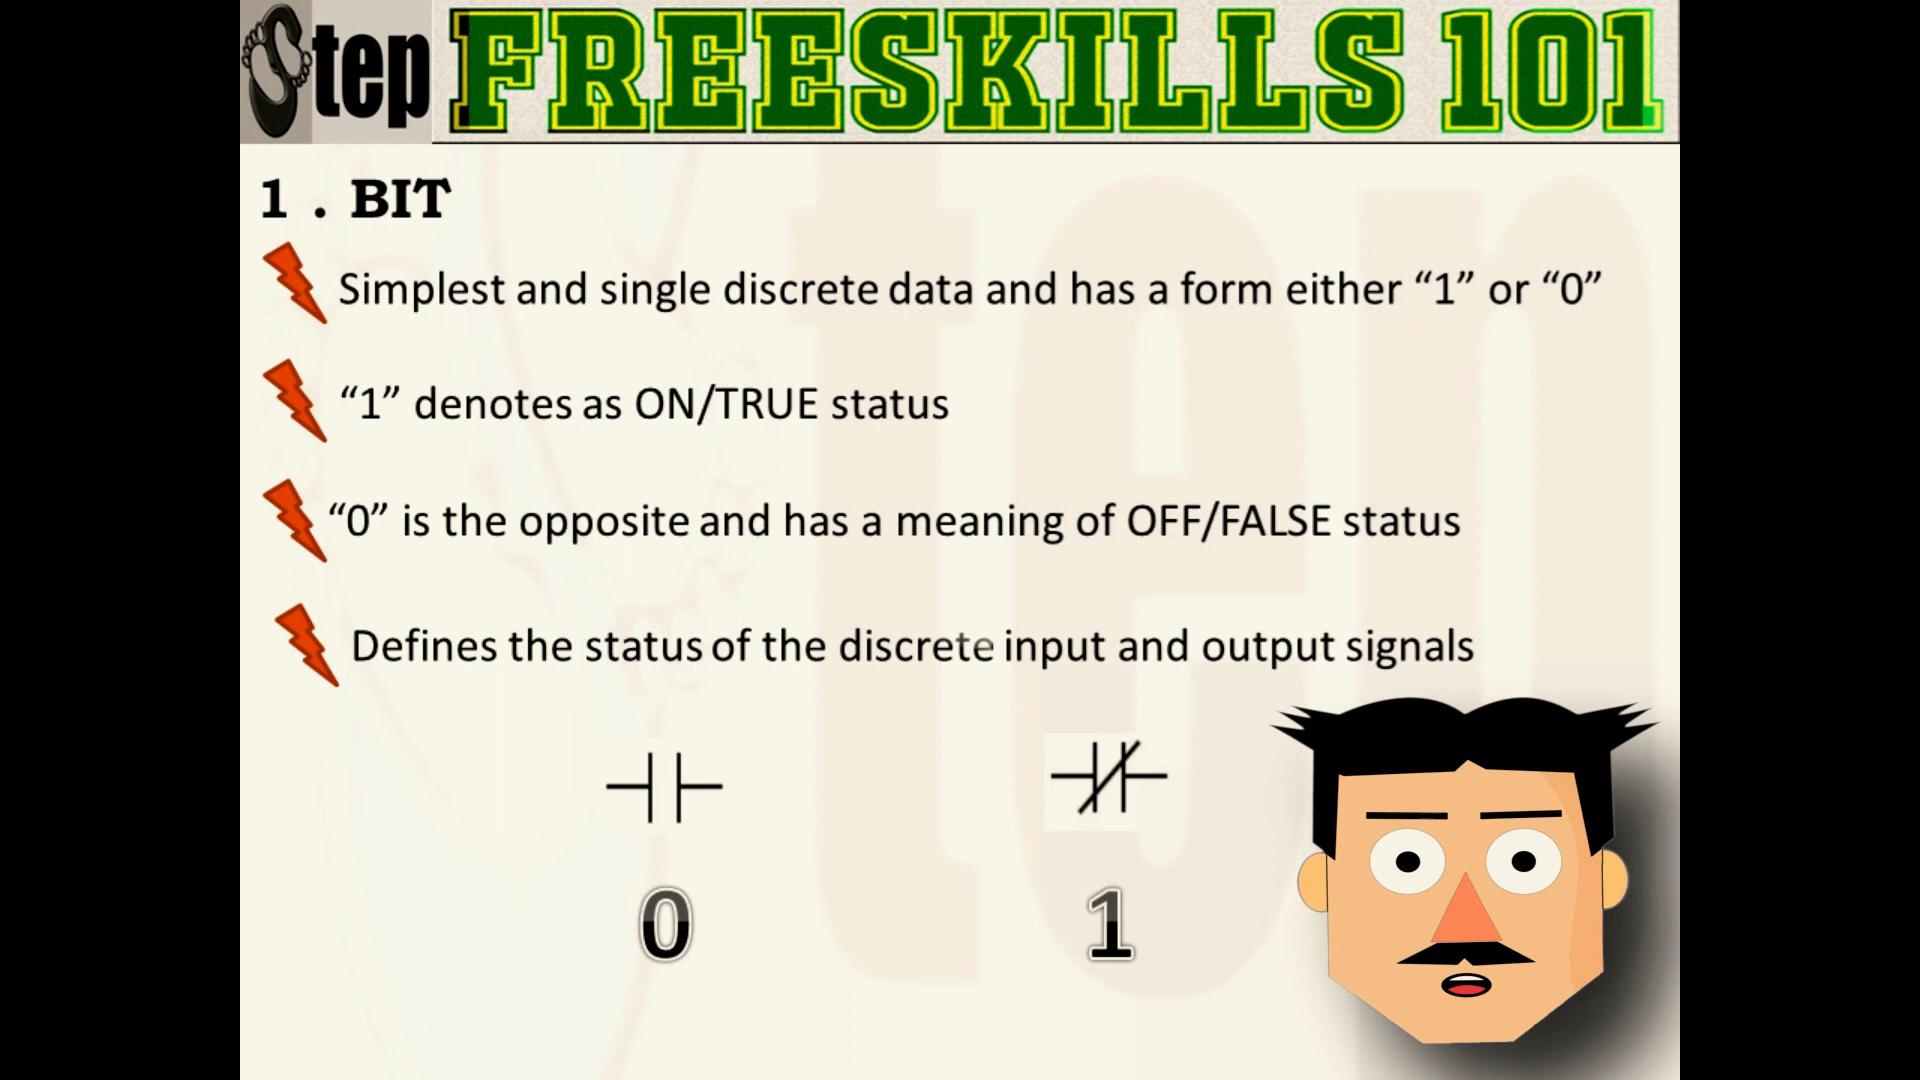 Step FREESKILLS 101
1 . BIT
Simplest and single discrete data and has a form either “1” or “0”
“1” denotes as ON/TRUE status
“0” is the opposite and has a meaning of OFF/FALSE status
Defines the status of the discrete input and output signals
0 1